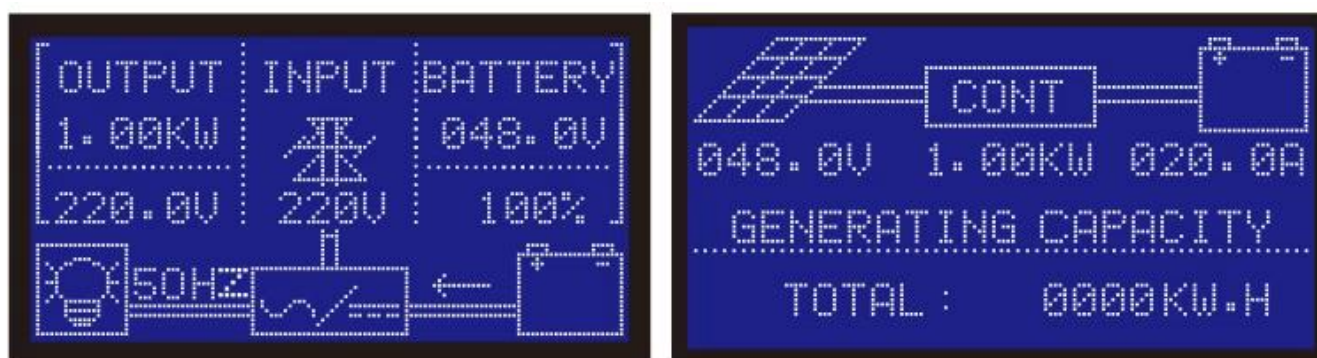 OUTPUT INPUT BATTERY
1.00KW 048.0V
220.0V 220V 100%
50HZ
+ -
+ -
CONT
048.0V 1.00KW 020.0A
GENERATING CAPACITY
TOTAL: 0000KW.H